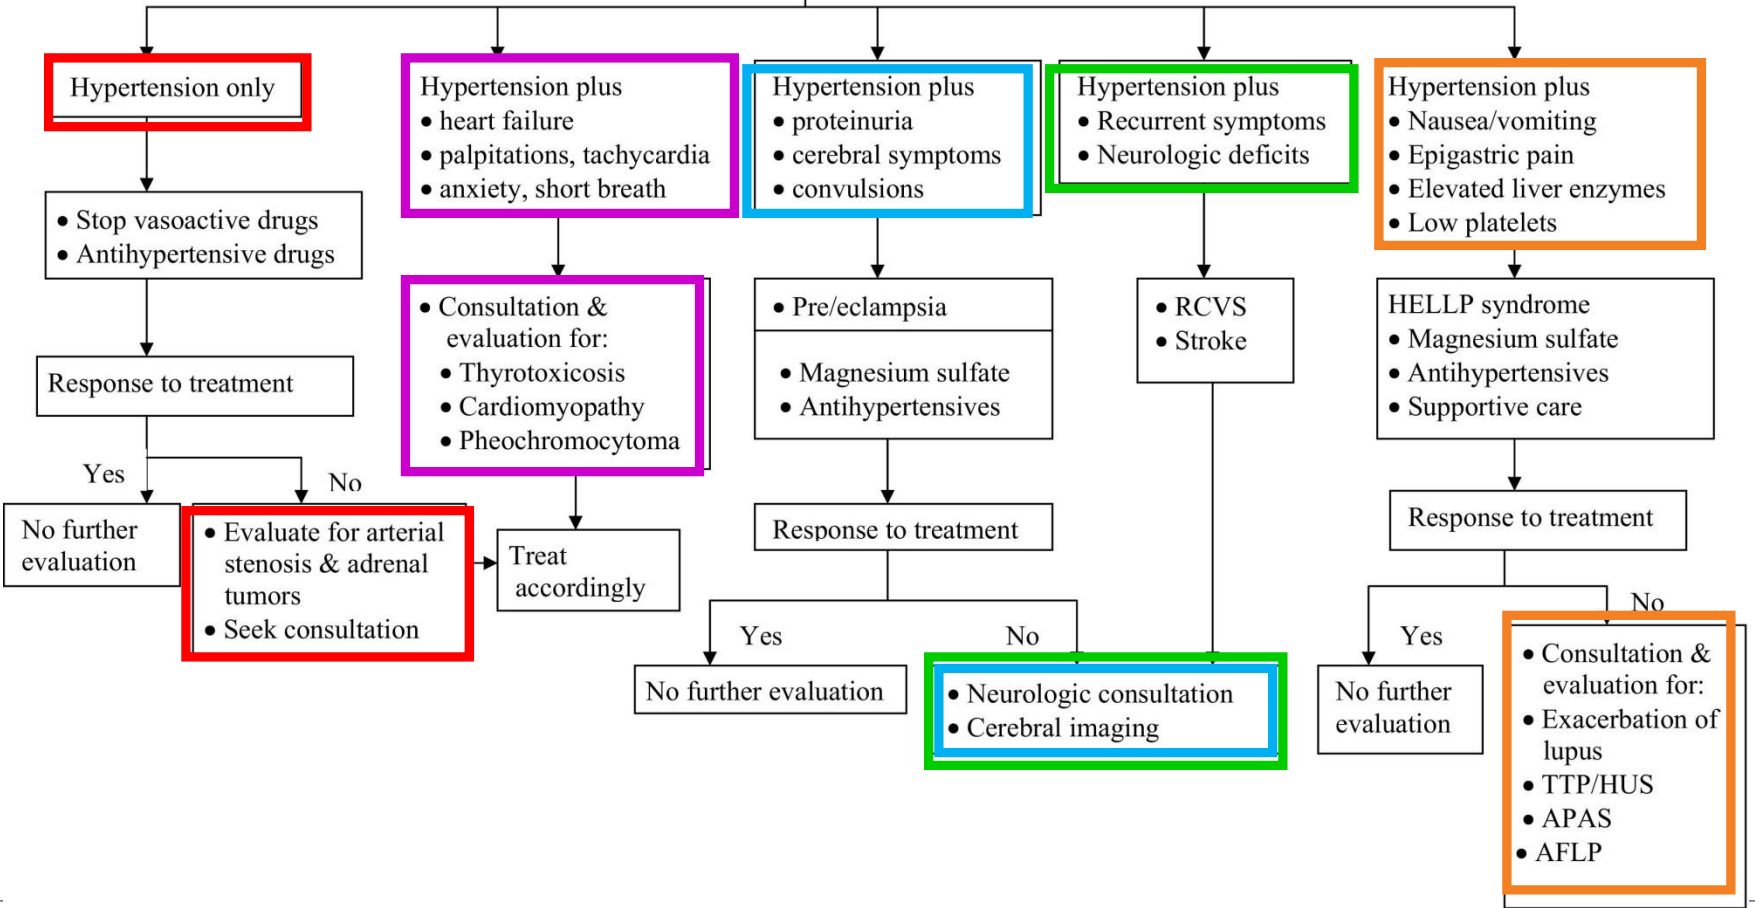 Hypertension only
• Stop vasoactive drugs
• Antihypertensive drugs
Response to treatment
Yes
No
No further
evaluation
• Evaluate for arterial
stenosis & adrenal
tumors
• Seek consultation
Hypertension plus
• heart failure
• palpitations, tachycardia
• anxiety, short breath
• Consultation &
evaluation for:
• Thyrotoxicosis
• Cardiomyopathy
• Pheochromocytoma
Treat
accordingly
Hypertension plus
• proteinuria
• cerebral symptoms
• convulsions
• Pre/eclampsia
• Magnesium sulfate
• Antihypertensives
Response to treatment
Yes
No
No further evaluation
• Neurologic consultation
• Cerebral imaging
Hypertension plus
• Recurrent symptoms
• Neurologic deficits
• RCVS
• Stroke
Hypertension plus
• Nausea/vomiting
• Epigastric pain
• Elevated liver enzymes
• Low platelets
HELLP syndrome
• Magnesium sulfate
• Antihypertensives
• Supportive care
Response to treatment
Yes
No
No further
evaluation
• Consultation &
evaluation for:
• Exacerbation of
lupus
• TTP/HUS
• APAS
• AFLP